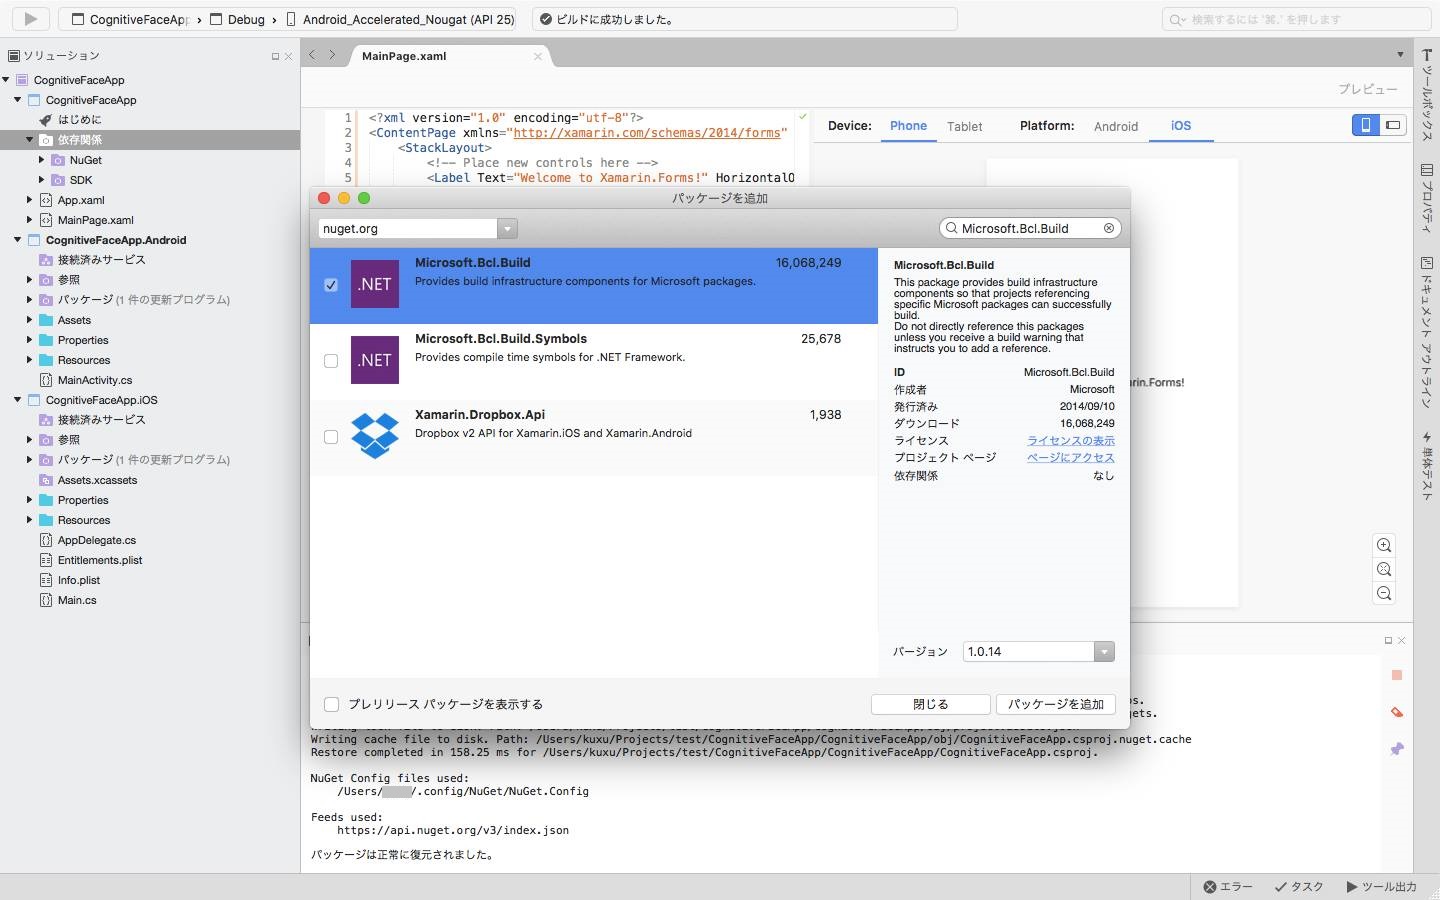 CognitiveFaceApp › Debug › Android_Accelerated_Nougat (API 25)
ビルドに成功しました。
検索するには '⌘.' を押します
ソリューション
CognitiveFaceApp
CognitiveFaceApp
はじめに
依存関係
NuGet
SDK
App.xaml
MainPage.xaml
CognitiveFaceApp.Android
接続済みサービス
参照
パッケージ (1 件の更新プログラム)
Assets
Properties
Resources
MainActivity.cs
CognitiveFaceApp.iOS
接続済みサービス
参照
パッケージ (1 件の更新プログラム)
Assets.xcassets
Properties
Resources
AppDelegate.cs
Entitlements.plist
Info.plist
Main.cs
MainPage.xaml
プレビュー
1 <?xml version="1.0" encoding="utf-8"?>
2 <ContentPage xmlns="http://xamarin.com/schemas/2014/forms"
3 <StackLayout>
4 <!-- Place new controls here -->
5 <Label Text="Welcome to Xamarin.Forms!" HorizontalO
Device: Phone Tablet Platform: Android iOS
rin.Forms!
パッケージを追加
nuget.org
Microsoft.Bcl.Build
Microsoft.Bcl.Build 16,068,249
Provides build infrastructure components for Microsoft packages.
.NET
Microsoft.Bcl.Build.Symbols 25,678
Provides compile time symbols for .NET Framework.
.NET
Xamarin.Dropbox.Api 1,938
Dropbox v2 API for Xamarin.iOS and Xamarin.Android
Microsoft.Bcl.Build
This package provides build infrastructure
components so that projects referencing
specific Microsoft packages can successfully
build.
Do not directly reference this packages
unless you receive a build warning that
instructs you to add a reference.
ID Microsoft.Bcl.Build
作成者 Microsoft
発行済み 2014/09/10
ダウンロード 16,068,249
ライセンス ライセンスの表示
プロジェクト ページ ページにアクセス
依存関係 なし
バージョン 1.0.14
プレリリース パッケージを表示する
閉じる
パッケージを追加
os.
gets.
Writing cache file to disk. Path: /Users/kuxu/Projects/test/CognitiveFaceApp/CognitiveFaceApp/obj/CognitiveFaceApp.csproj.nuget.cache
Restore completed in 158.25 ms for /Users/kuxu/Projects/test/CognitiveFaceApp/CognitiveFaceApp/CognitiveFaceApp.csproj.
NuGet Config files used:
/Users/ /.config/NuGet/NuGet.Config
Feeds used:
https://api.nuget.org/v3/index.json
パッケージは正常に復元されました。
ツールボックス
プロパティ
ドキュメント アウトライン
単体テスト
エラー
タスク
ツール出力